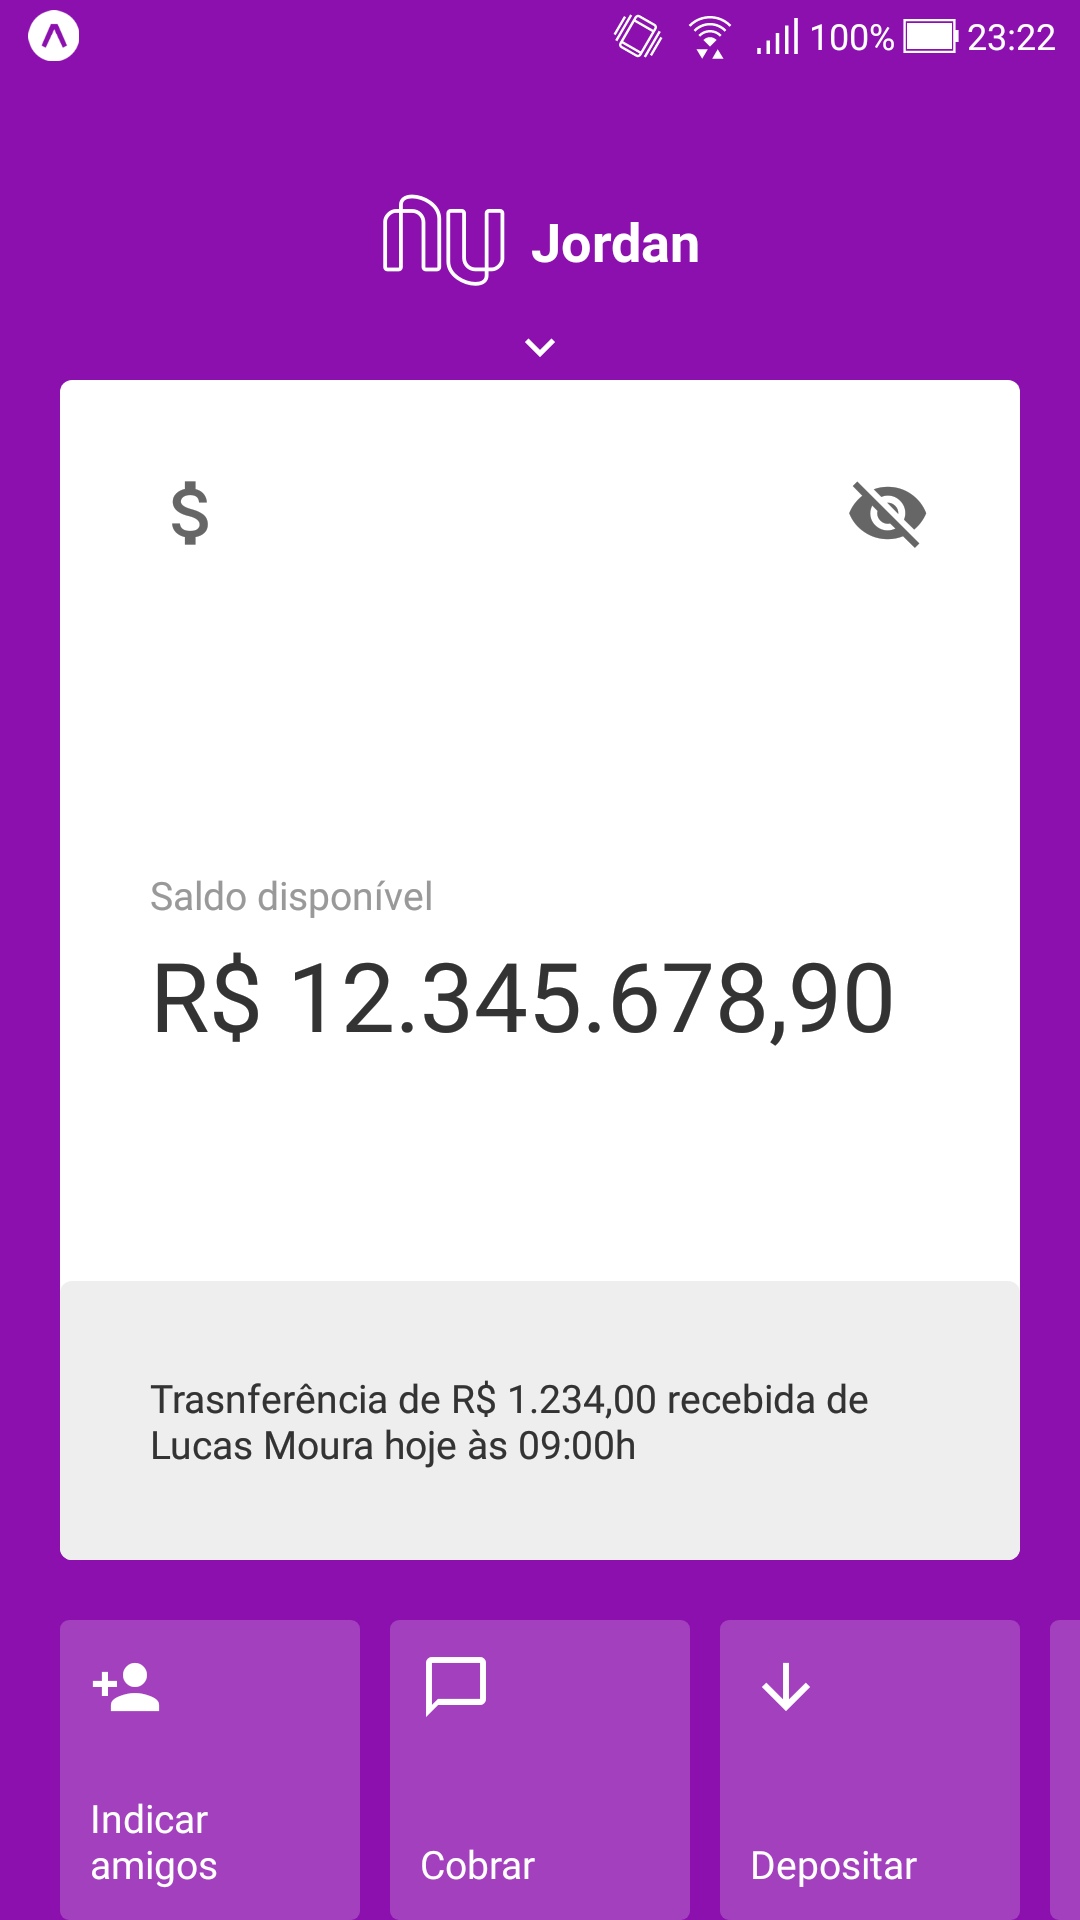 100% 23:22
nu Jordan
$
Saldo disponível
R$ 12.345.678,90
Trasnferência de R$ 1.234,00 recebida de
Lucas Moura hoje às 09:00h
Indicar
amigos
Cobrar
Depositar